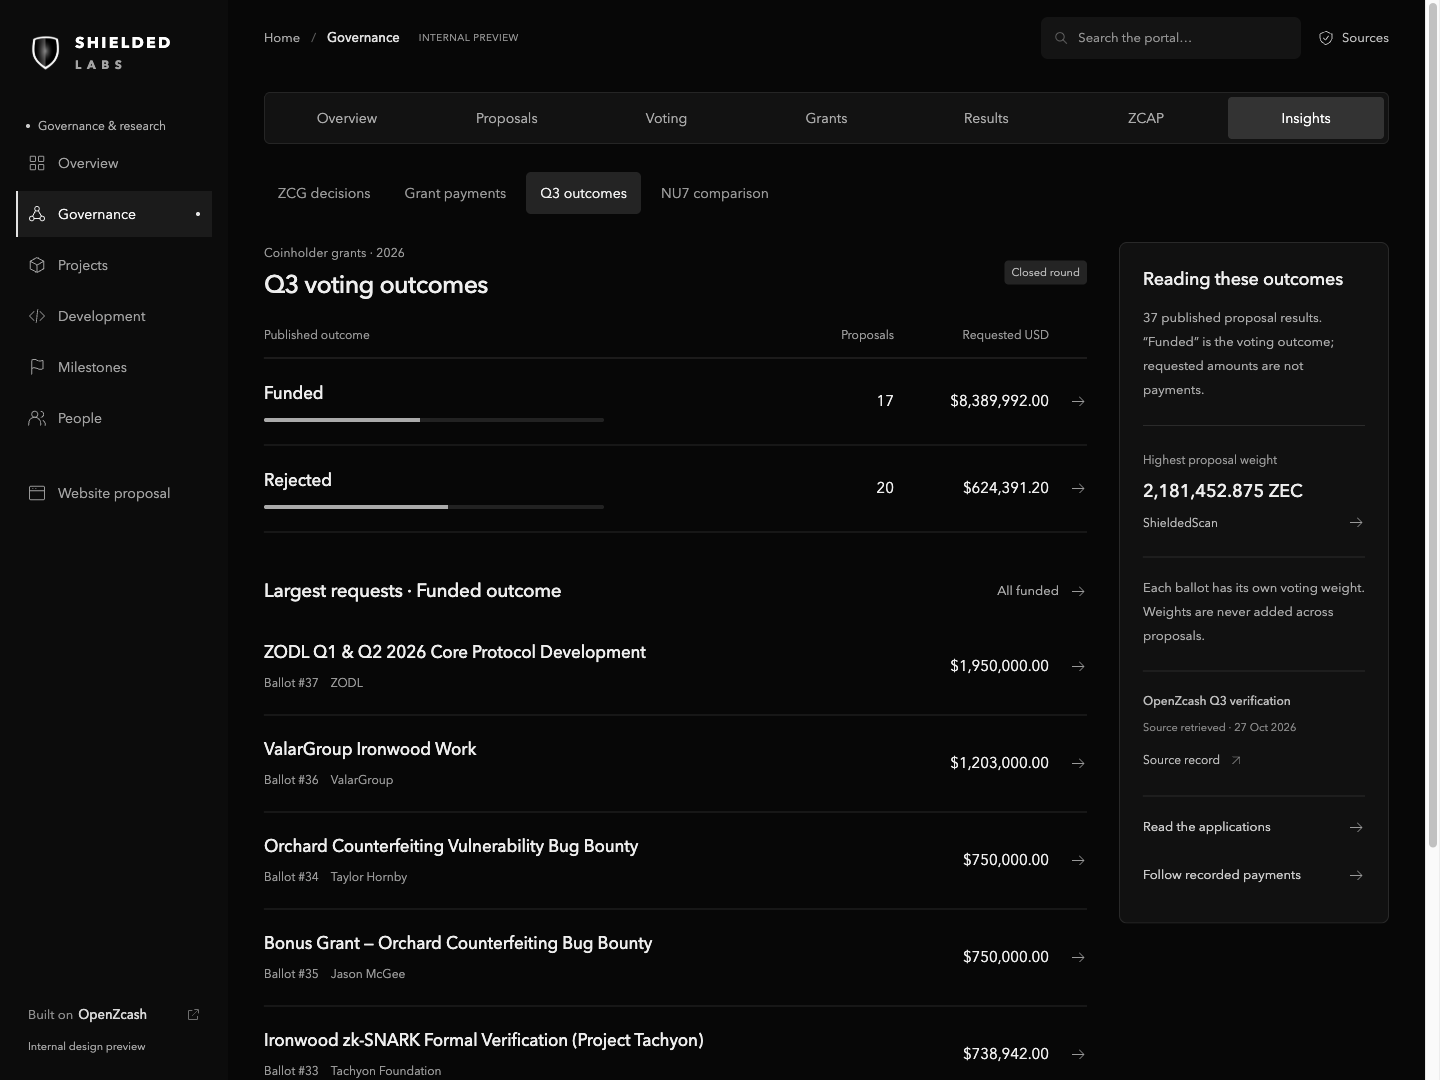 SHIELDED
LABS
Governance & research
Overview
Governance
Projects
Development
Milestones
People
Website proposal
Built on OpenZcash
Internal design preview
Home / Governance INTERNAL PREVIEW
Search the portal…
Sources
Overview Proposals Voting Grants Results ZCAP Insights
ZCG decisions Grant payments Q3 outcomes NU7 comparison
Coinholder grants · 2026
Q3 voting outcomes
Closed round
Published outcome Proposals Requested USD
Funded 17 $8,389,992.00
Rejected 20 $624,391.20
Largest requests · Funded outcome All funded
ZODL Q1 & Q2 2026 Core Protocol Development
Ballot #37 ZODL
$1,950,000.00
ValarGroup Ironwood Work
Ballot #36 ValarGroup
$1,203,000.00
Orchard Counterfeiting Vulnerability Bug Bounty
Ballot #34 Taylor Hornby
$750,000.00
Bonus Grant – Orchard Counterfeiting Bug Bounty
Ballot #35 Jason McGee
$750,000.00
Ironwood zk-SNARK Formal Verification (Project Tachyon)
Ballot #33 Tachyon Foundation
$738,942.00
Reading these outcomes
37 published proposal results.
“Funded” is the voting outcome;
requested amounts are not
payments.
Highest proposal weight
2,181,452.875 ZEC
ShieldedScan
Each ballot has its own voting weight.
Weights are never added across
proposals.
OpenZcash Q3 verification
Source retrieved · 27 Oct 2026
Source record
Read the applications
Follow recorded payments